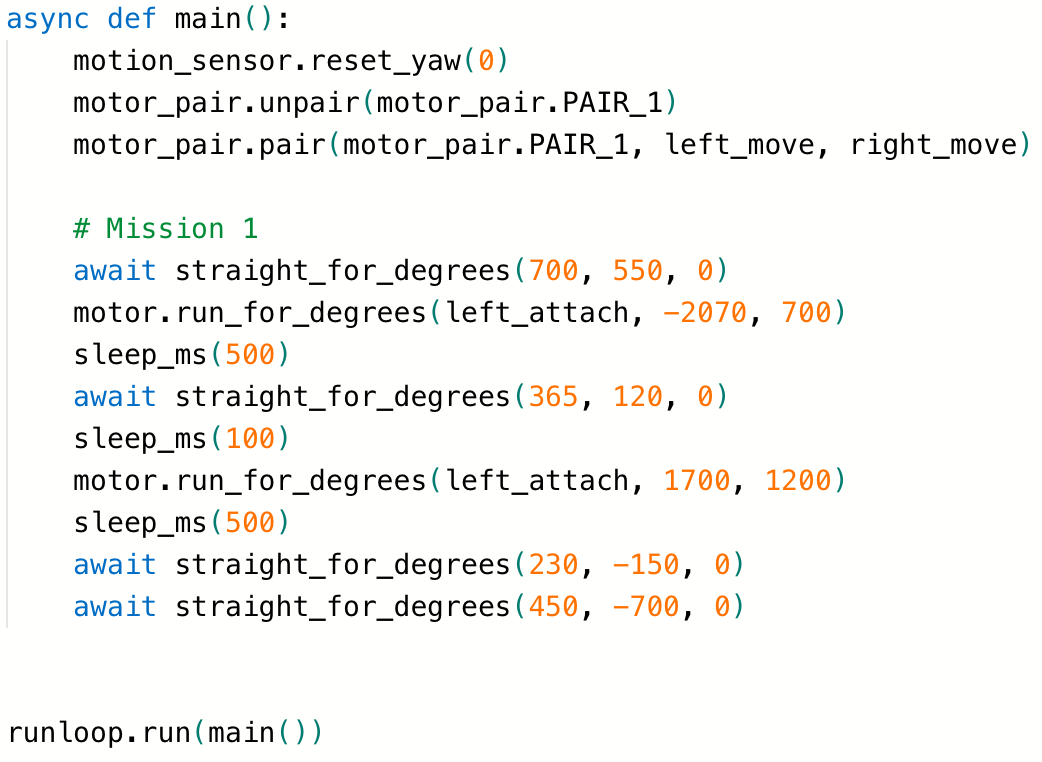 async def main():
    motion_sensor.reset_yaw(0)
    motor_pair.unpair(motor_pair.PAIR_1)
    motor_pair.pair(motor_pair.PAIR_1, left_move, right_move)
    # Mission 1
    await straight_for_degrees(700, 550, 0)
    motor.run_for_degrees(left_attach, -2070, 700)
    sleep_ms(500)
    await straight_for_degrees(365, 120, 0)
    sleep_ms(100)
    motor.run_for_degrees(left_attach, 1700, 1200)
    sleep_ms(500)
    await straight_for_degrees(230, -150, 0)
    await straight_for_degrees(450, -700, 0)
runloop.run(main())